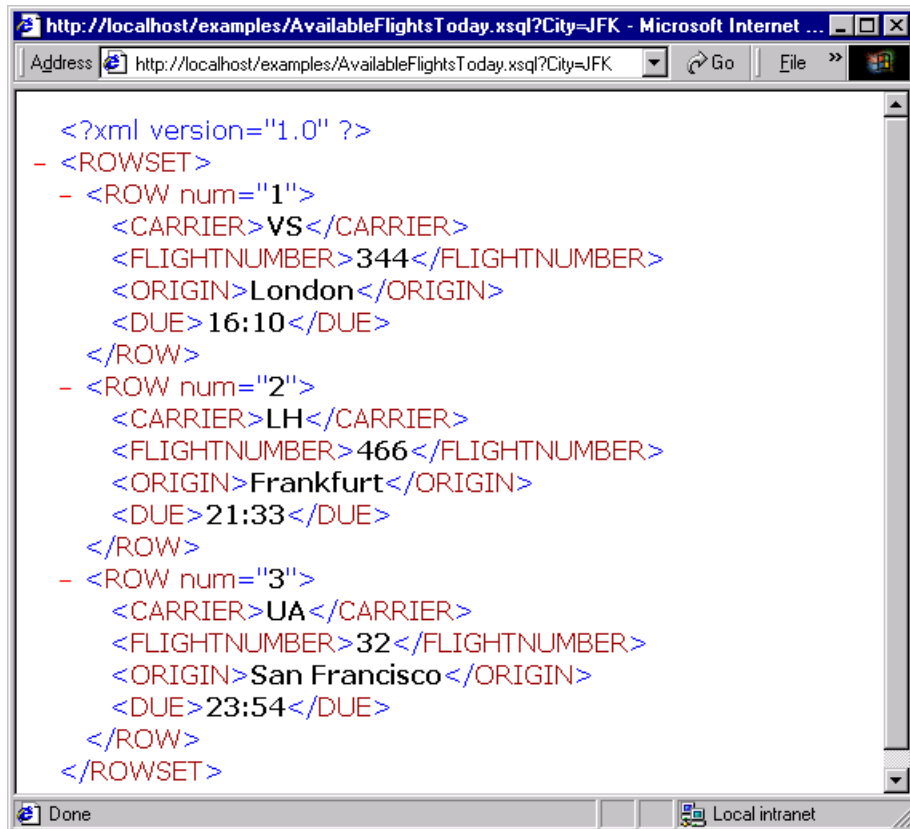 http://localhost/examples/AvailableFlightsToday.xsql?City=JFK - Microsoft Internet ...
Address http://localhost/examples/AvailableFlightsToday.xsql?City=JFK Go File »
<?xml version="1.0" ?>
– <ROWSET>
– <ROW num="1">
<CARRIER>VS</CARRIER>
<FLIGHTNUMBER>344</FLIGHTNUMBER>
<ORIGIN>London</ORIGIN>
<DUE>16:10</DUE>
</ROW>
– <ROW num="2">
<CARRIER>LH</CARRIER>
<FLIGHTNUMBER>466</FLIGHTNUMBER>
<ORIGIN>Frankfurt</ORIGIN>
<DUE>21:33</DUE>
</ROW>
– <ROW num="3">
<CARRIER>UA</CARRIER>
<FLIGHTNUMBER>32</FLIGHTNUMBER>
<ORIGIN>San Francisco</ORIGIN>
<DUE>23:54</DUE>
</ROW>
</ROWSET>
Done Local intranet